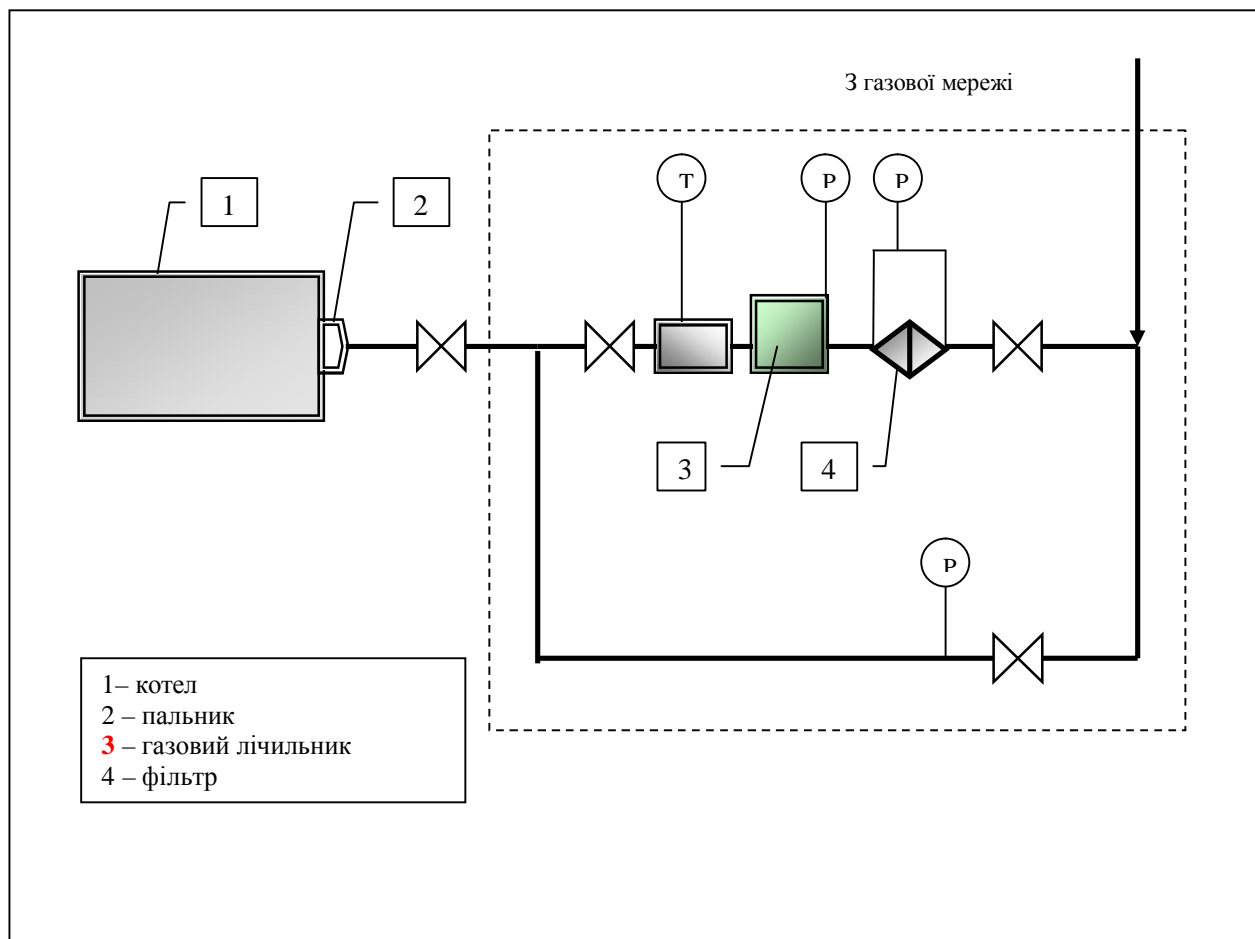 З газової мережі
Т
Р
Р
1
2
3
4
Р
1– котел
2 – пальник
3 – газовий лічильник
4 – фільтр